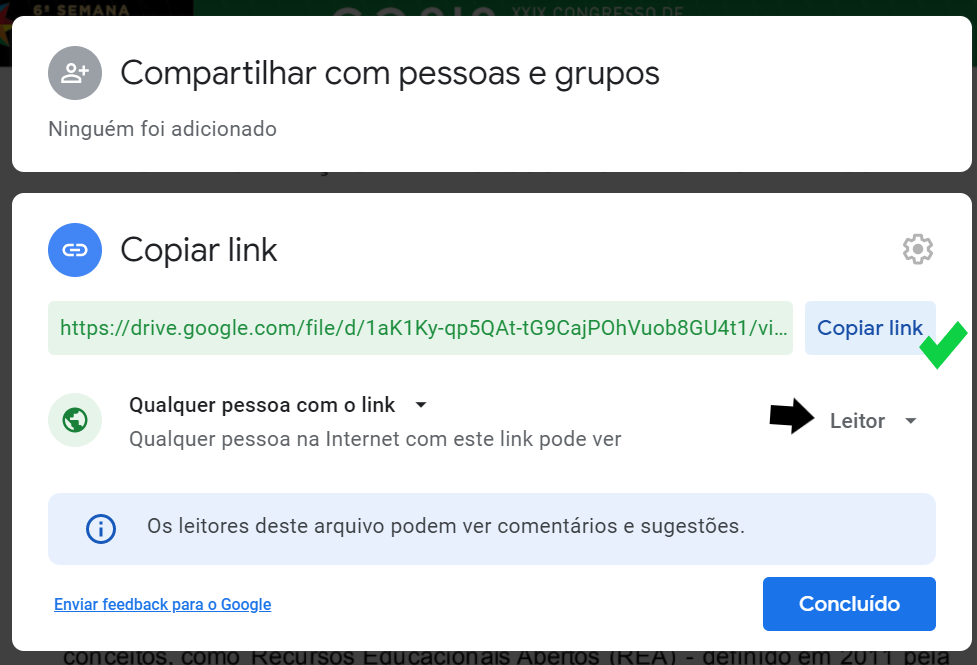 6ª SEMANA
XXIX CONGRESSO DE
Compartilhar com pessoas e grupos
Ninguém foi adicionado
Copiar link
https://drive.google.com/file/d/1aK1Ky-qp5QAt-tG9CajPOhVuob8GU4t1/vi...
Copiar link
Qualquer pessoa com o link
Qualquer pessoa na Internet com este link pode ver
Leitor
Os leitores deste arquivo podem ver comentários e sugestões.
Enviar feedback para o Google
Concluído
conceitos, como Recursos Educacionais Abertos (REA) - definido em 2011 pela